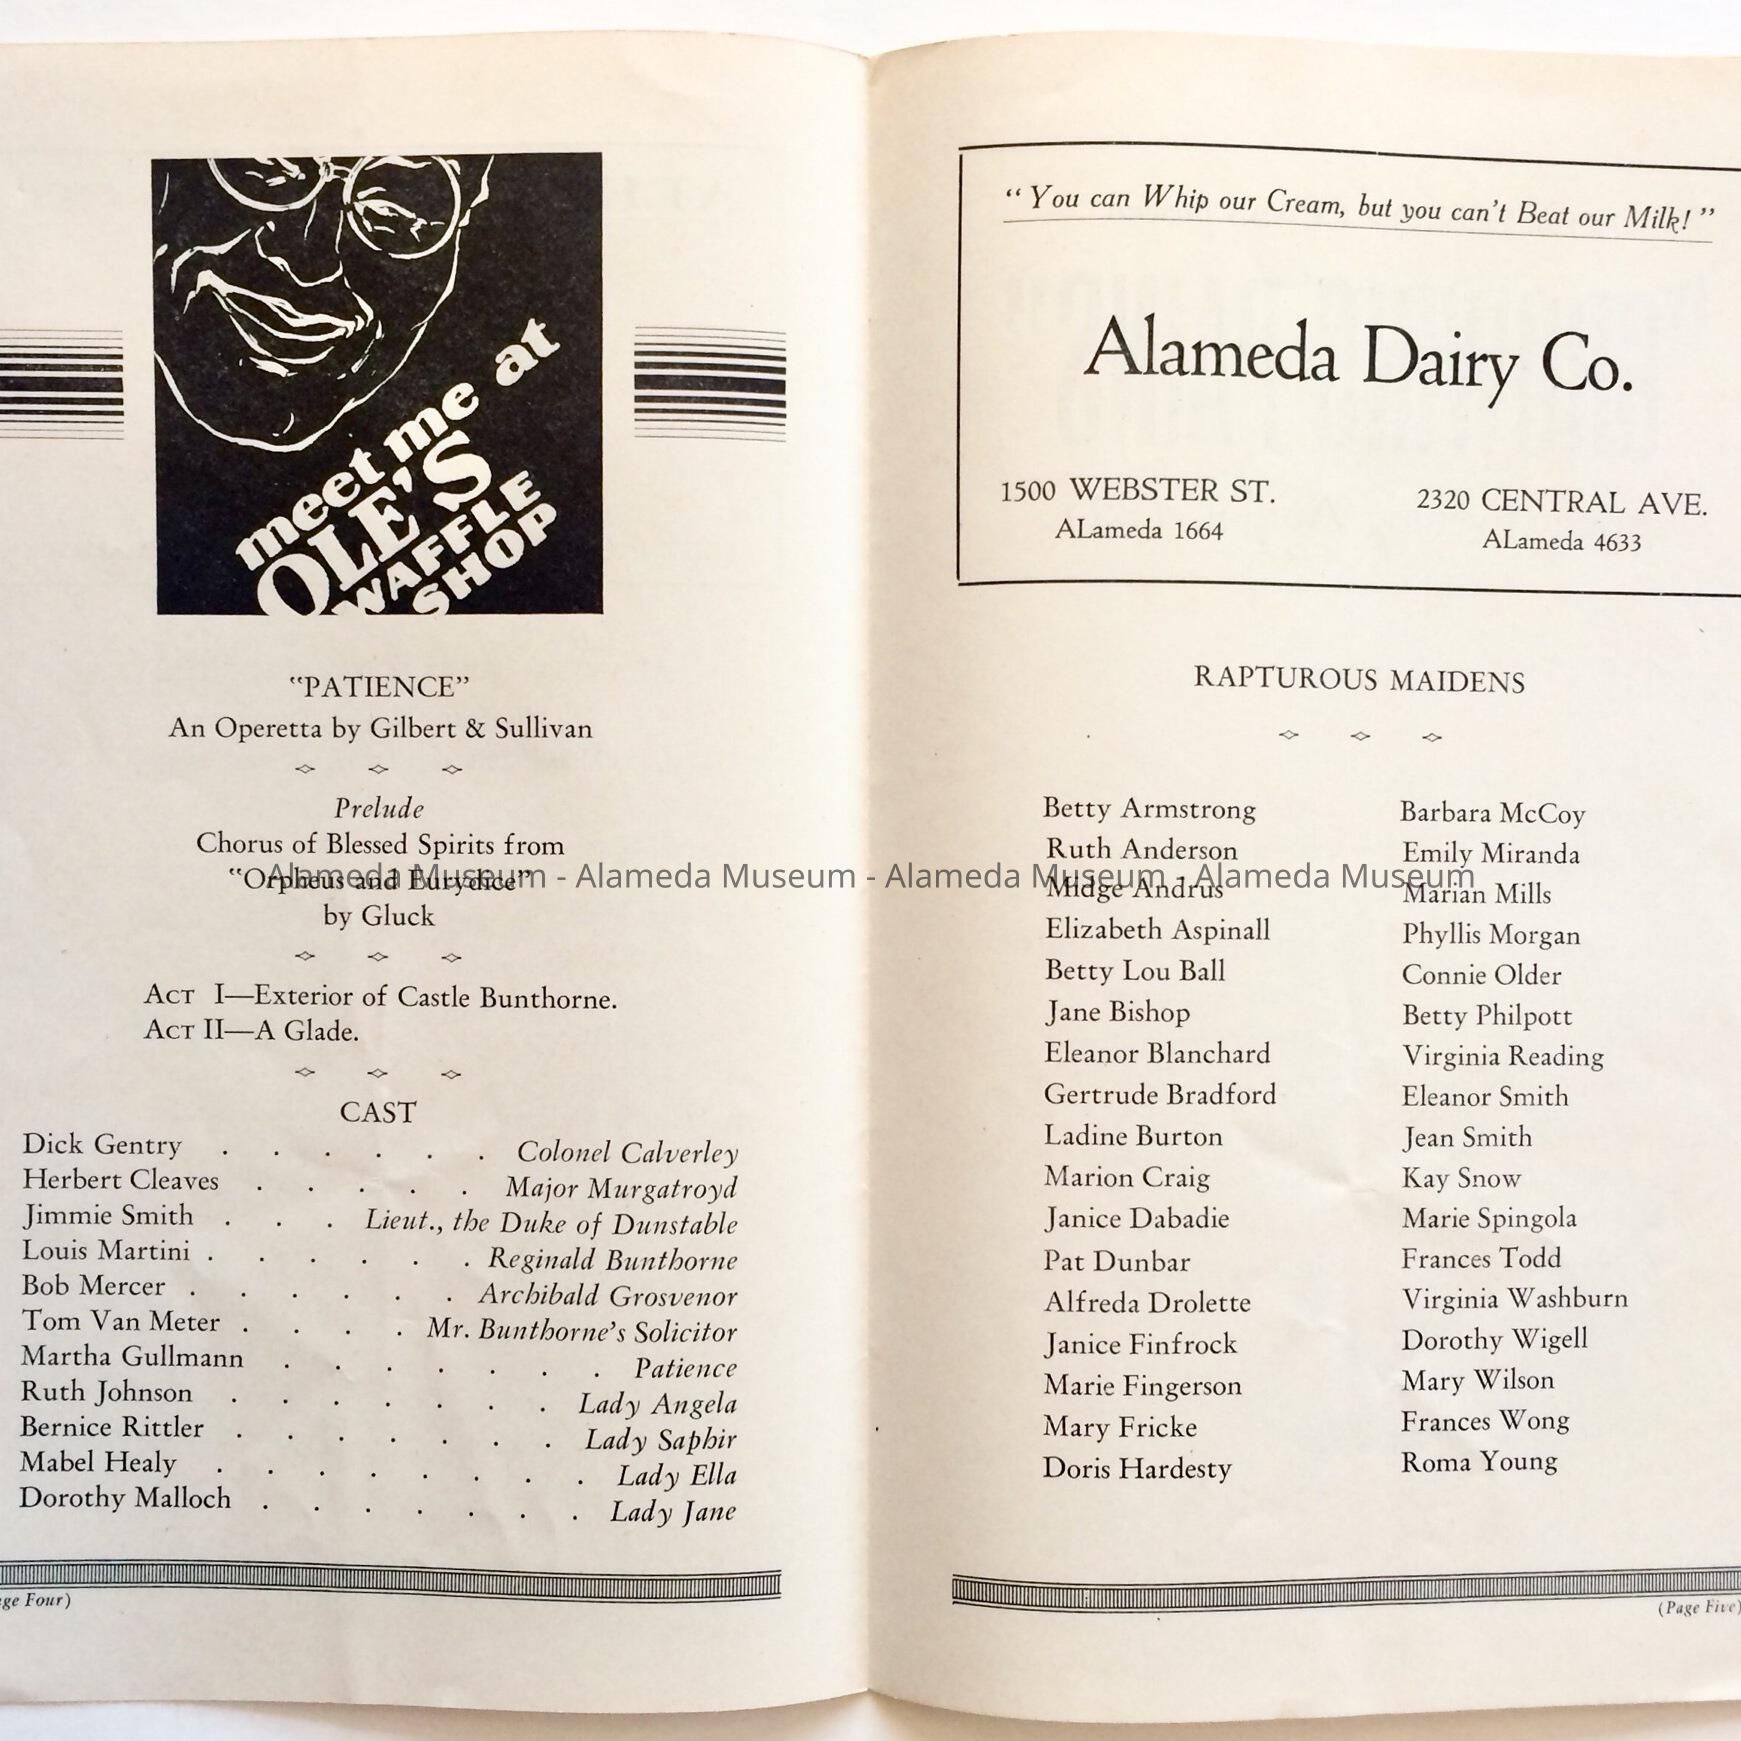 meet me at
OLE'S
WAFFLE
SHOP
"PATIENCE"
An Operetta by Gilbert & Sullivan
Prelude
Chorus of Blessed Spirits from
"Orpheus and Eurydice"
by Gluck
ACT I—Exterior of Castle Bunthorne.
ACT II—A Glade.
CAST
Dick Gentry . . . . . . Colonel Calverley
Herbert Cleaves . . . . . Major Murgatroyd
Jimmie Smith . . . Lieut., the Duke of Dunstable
Louis Martini . . . . . . Reginald Bunthorne
Bob Mercer . . . . . . Archibald Grosvenor
Tom Van Meter . . . . Mr. Bunthorne's Solicitor
Martha Gullmann . . . . . . . Patience
Ruth Johnson . . . . . . . Lady Angela
Bernice Rittler . . . . . . . Lady Saphir
Mabel Healy . . . . . . . . Lady Ella
Dorothy Malloch . . . . . . . Lady Jane
ge Four)
"You can Whip our Cream, but you can't Beat our Milk!"
Alameda Dairy Co.
1500 WEBSTER ST.
ALameda 1664
2320 CENTRAL AVE.
ALameda 4633
RAPTUROUS MAIDENS
Betty Armstrong
Ruth Anderson
Midge Andrus
Elizabeth Aspinall
Betty Lou Ball
Jane Bishop
Eleanor Blanchard
Gertrude Bradford
Ladine Burton
Marion Craig
Janice Dabadie
Pat Dunbar
Alfreda Drolette
Janice Finfrock
Marie Fingerson
Mary Fricke
Doris Hardesty
Barbara McCoy
Emily Miranda
Marian Mills
Phyllis Morgan
Connie Older
Betty Philpott
Virginia Reading
Eleanor Smith
Jean Smith
Kay Snow
Marie Spingola
Frances Todd
Virginia Washburn
Dorothy Wigell
Mary Wilson
Frances Wong
Roma Young
(Page Five)
Alameda Museum - Alameda Museum - Alameda Museum - Alameda Museum